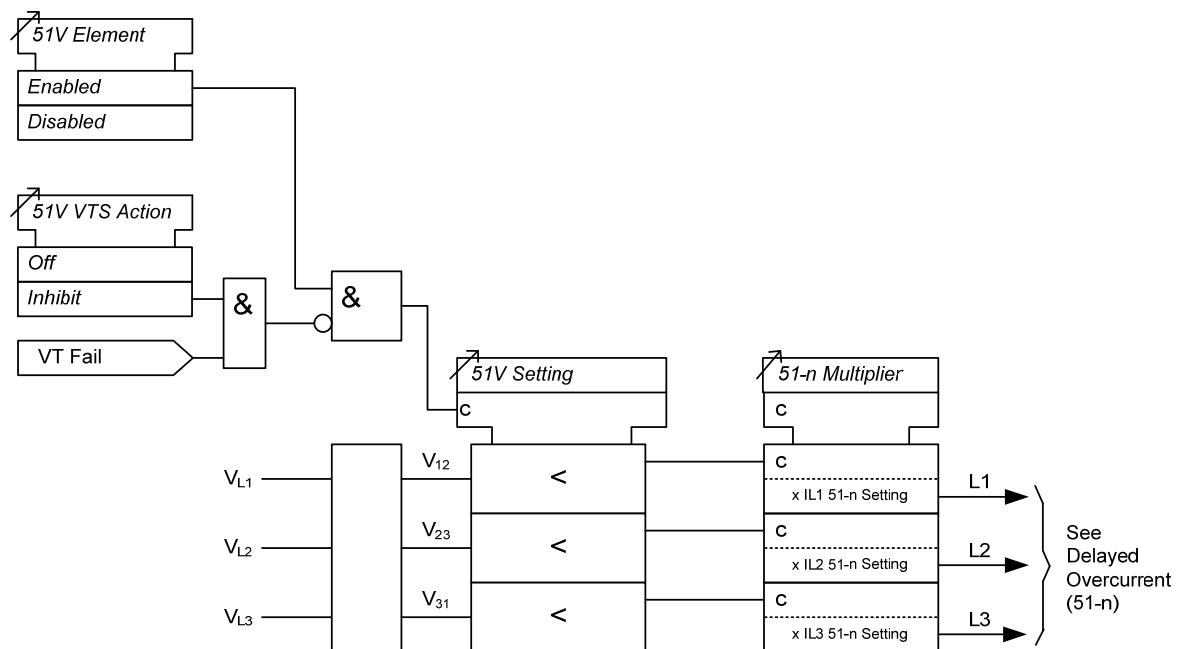 51V Element
Enabled
Disabled
51V VTS Action
Off
Inhibit
&
&
VT Fail
51V Setting
c
51-n Multiplier
c
VL1
V12
<
c
x IL1 51-n Setting
L1
VL2
V23
<
c
x IL2 51-n Setting
L2
VL3
V31
<
c
x IL3 51-n Setting
L3
See
Delayed
Overcurrent
(51-n)